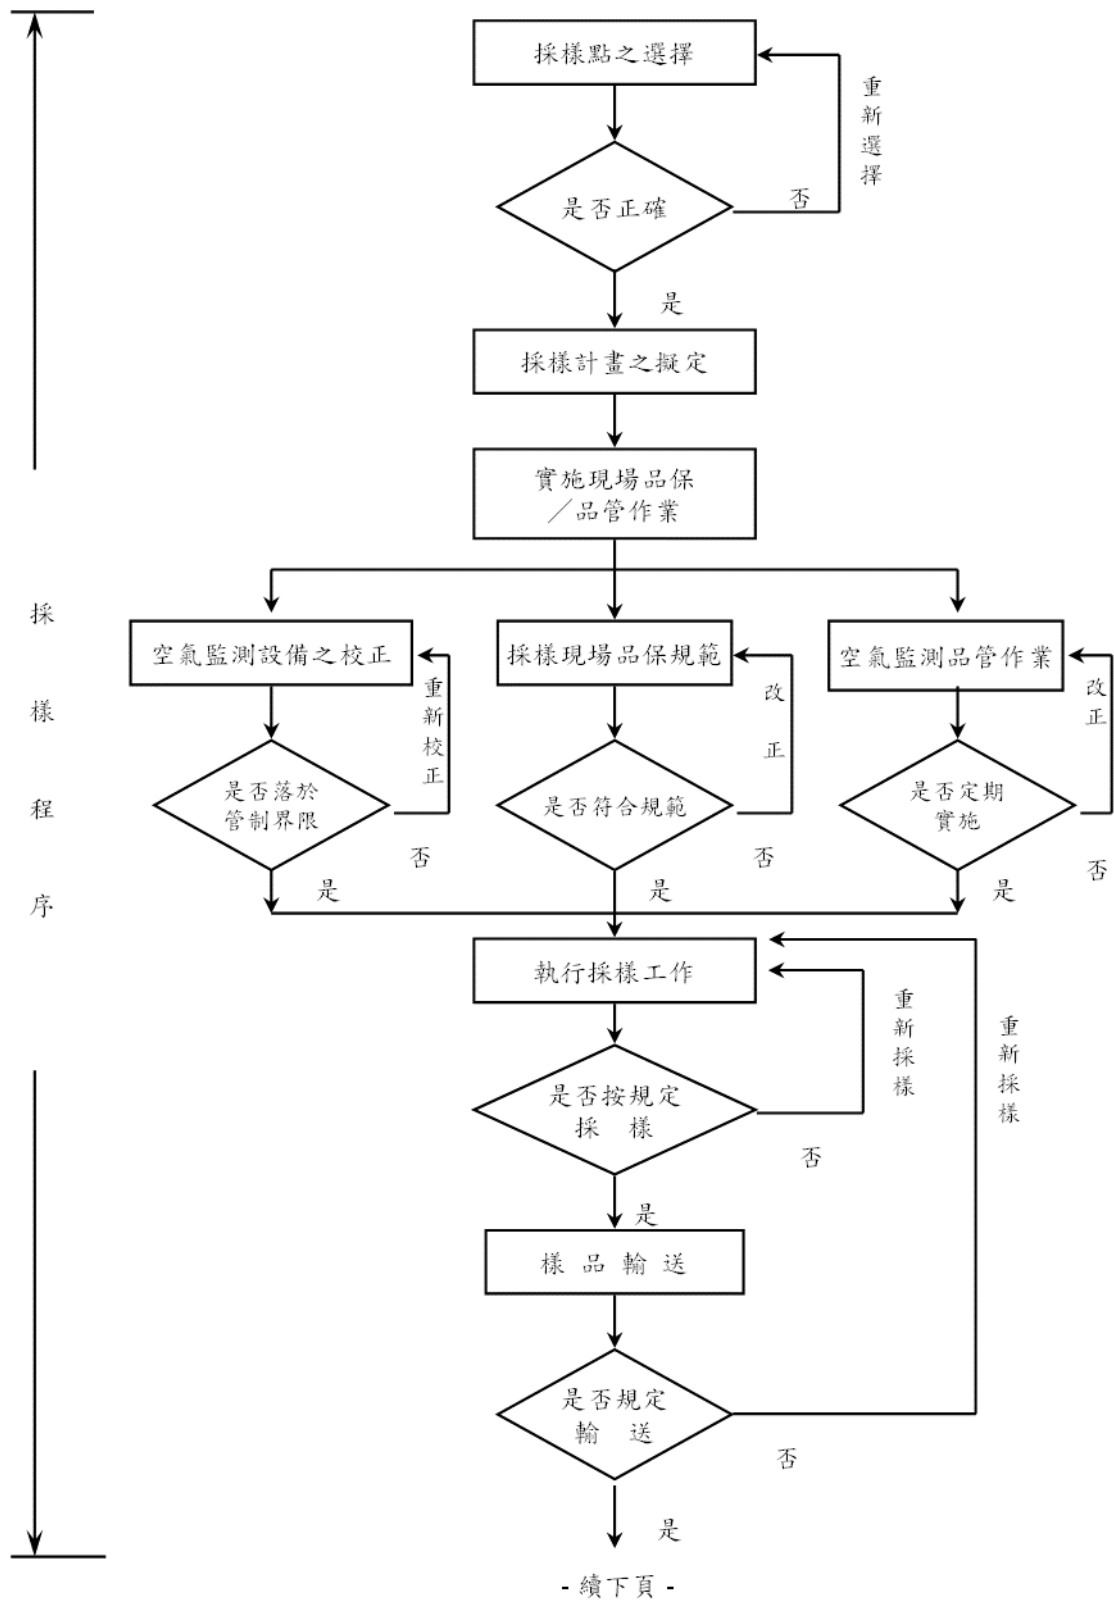 採樣點之選擇
重新選擇
是否正確
否
是
採樣計畫之擬定
實施現場品保
／品管作業
採樣程序
空氣監測設備之校正
重新校正
是否落於
管制界限
否
是
採樣現場品保規範
改正
是否符合規範
否
是
空氣監測品管作業
改正
是否定期
實施
否
是
執行採樣工作
重新採樣
重新採樣
是否按規定
採 樣
否
是
樣 品 輸 送
是否規定
輸 送
否
是
- 續下頁 -